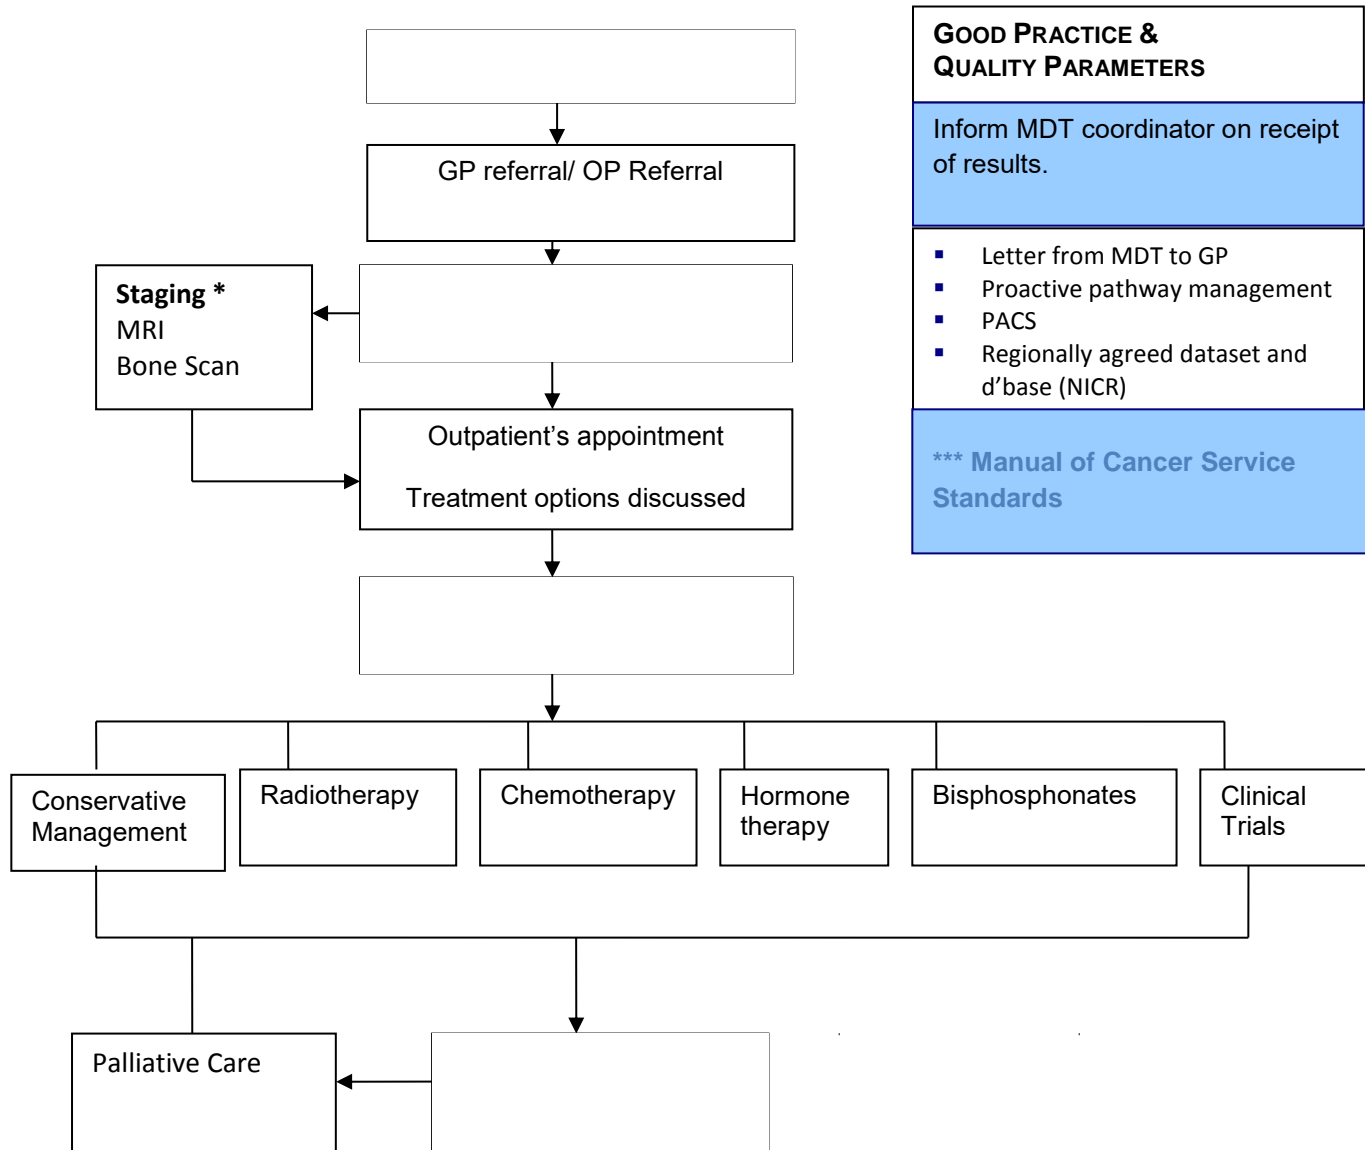 GOOD PRACTICE &
QUALITY PARAMETERS
Inform MDT coordinator on receipt
of results.
▪ Letter from MDT to GP
▪ Proactive pathway management
▪ PACS
▪ Regionally agreed dataset and
d’base (NICR)
*** Manual of Cancer Service
Standards
GP referral/ OP Referral
Staging *
MRI
Bone Scan
Outpatient’s appointment
Treatment options discussed
Conservative
Management
Radiotherapy
Chemotherapy
Hormone
therapy
Bisphosphonates
Clinical
Trials
Palliative Care